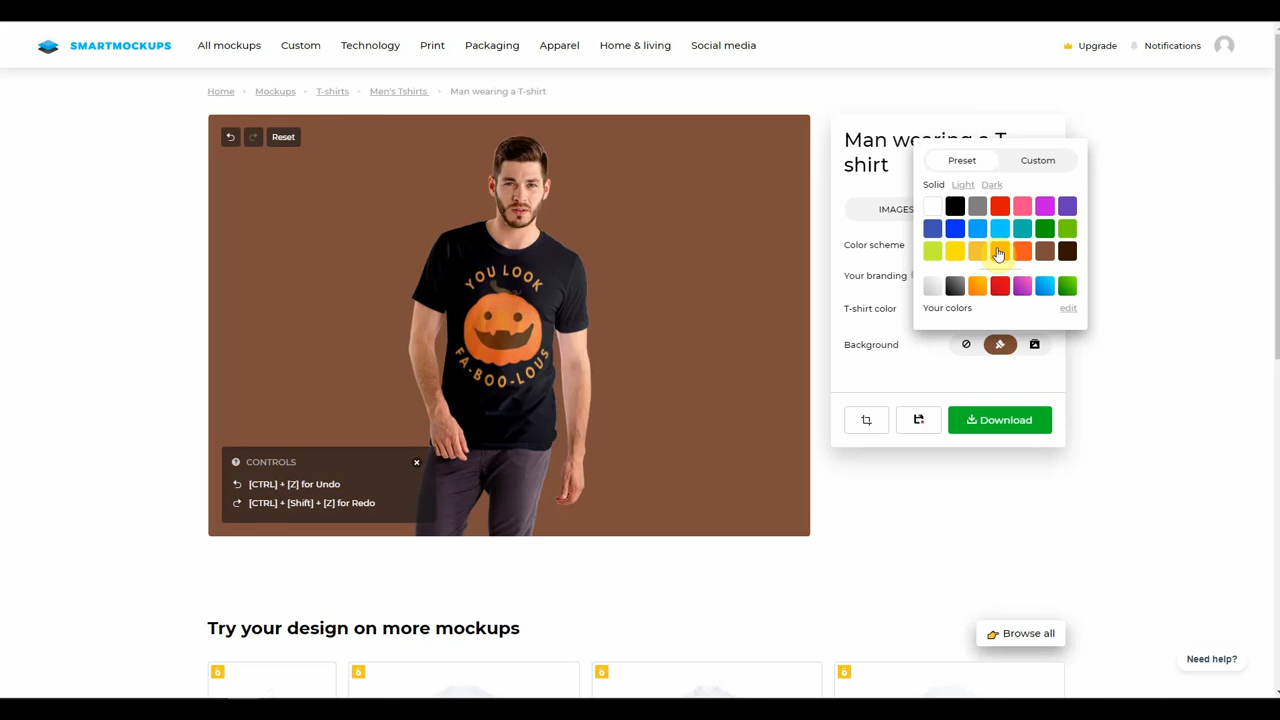 SMARTMOCKUPS
All mockups
Custom
Technology
Print
Packaging
Apparel
Home & living
Social media
Upgrade
Notifications
Home
Mockups
T-shirts
Men's Tshirts
Man wearing a T-shirt
Reset
YOU LOOK
FA-BOO-LOUS
CONTROLS
[CTRL] + [Z] for Undo
[CTRL] + [Shift] + [Z] for Redo
Man wearing a T
shirt
Preset
Custom
Solid
Light
Dark
IMAGES
Color scheme
Your branding
T-shirt color
Your colors
edit
Background
Download
Try your design on more mockups
Browse all
Need help?